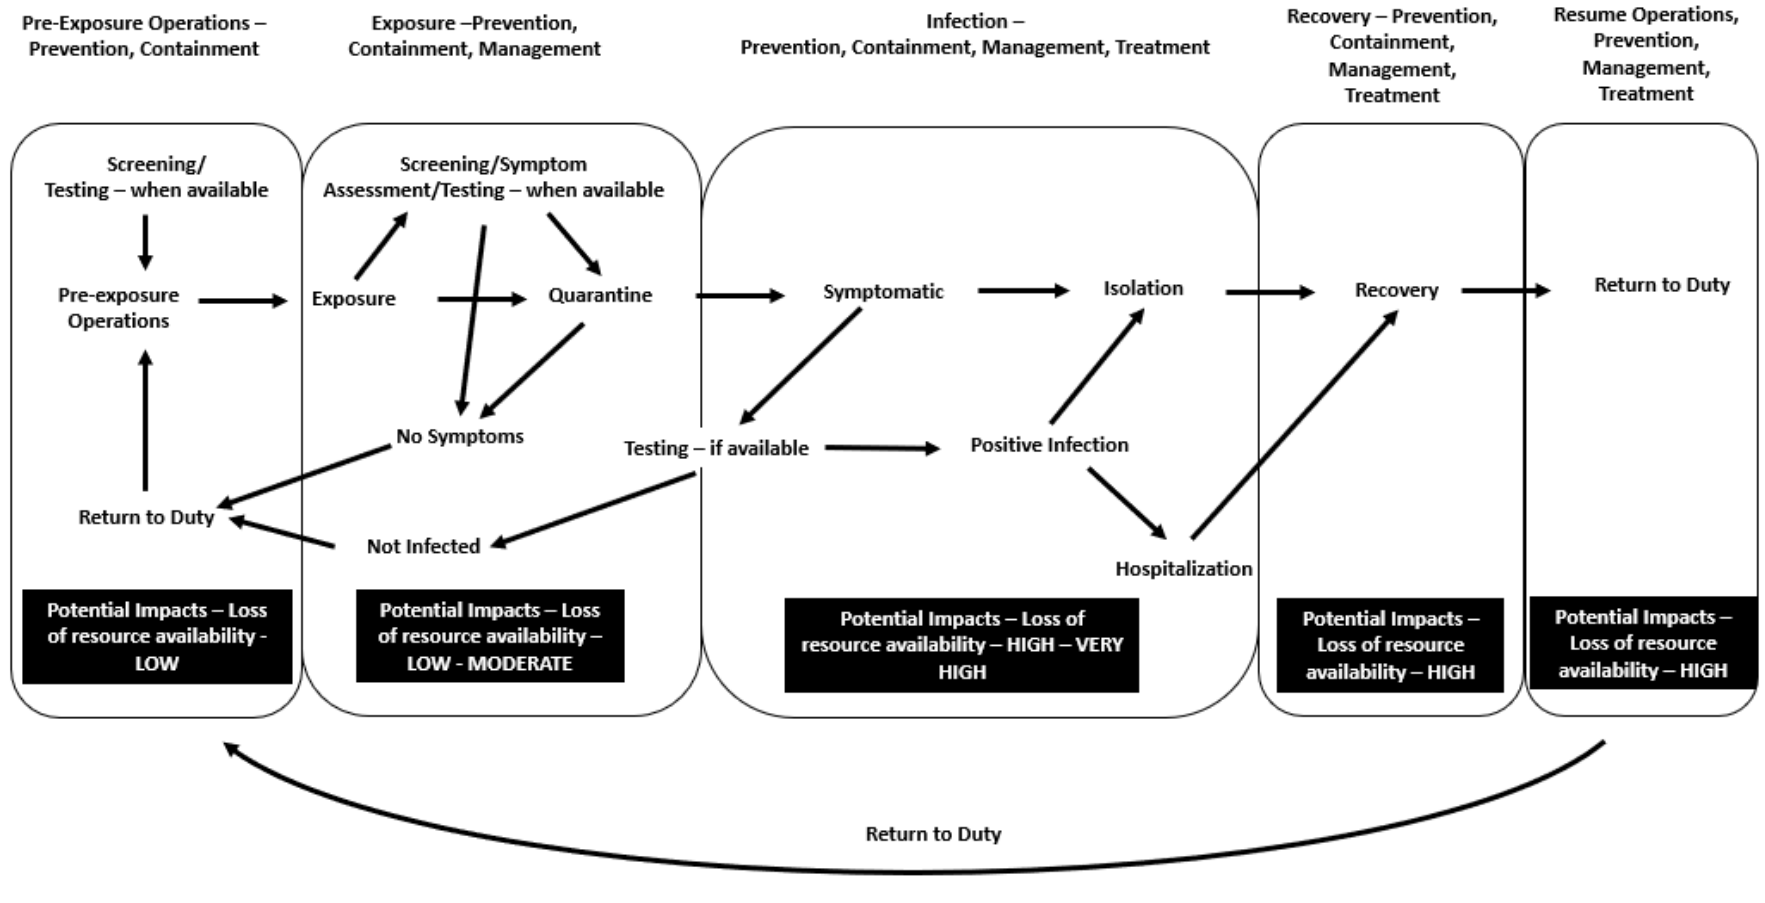 Pre-Exposure Operations –
Prevention, Containment
Exposure –Prevention,
Containment, Management
Infection –
Prevention, Containment, Management, Treatment
Recovery – Prevention,
Containment,
Management,
Treatment
Resume Operations,
Prevention,
Management,
Treatment
Screening/
Testing – when available
Pre-exposure
Operations
Return to Duty
Potential Impacts – Loss
of resource availability -
LOW
Screening/Symptom
Assessment/Testing – when available
Exposure
Quarantine
No Symptoms
Not Infected
Potential Impacts – Loss
of resource availability –
LOW - MODERATE
Symptomatic
Isolation
Testing – if available
Positive Infection
Hospitalization
Potential Impacts – Loss of
resource availability – HIGH – VERY
HIGH
Recovery
Potential Impacts –
Loss of resource
availability – HIGH
Return to Duty
Potential Impacts –
Loss of resource
availability – HIGH
Return to Duty